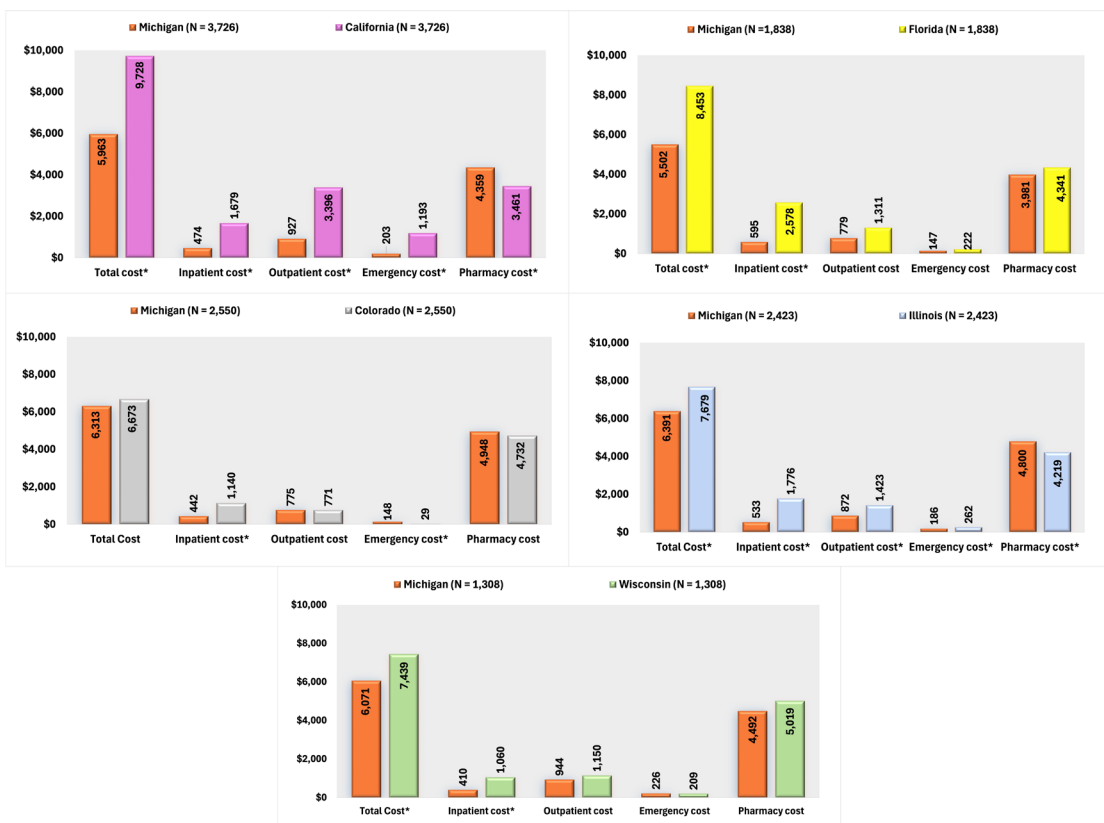 Michigan (N = 3,726) California (N = 3,726)
$10,000
$8,000
$6,000
$4,000
$2,000
$0
5,963 9,728 474 1,679 927 3,396 203 1,193 4,359 3,461
Total cost* Inpatient cost* Outpatient cost* Emergency cost* Pharmacy cost*
Michigan (N =1,838) Florida (N = 1,838)
$10,000
$8,000
$6,000
$4,000
$2,000
$0
5,502 8,453 595 2,578 779 1,311 147 222 3,981 4,341
Total cost* Inpatient cost* Outpatient cost Emergency cost Pharmacy cost
Michigan (N = 2,550) Colorado (N = 2,550)
$10,000
$8,000
$6,000
$4,000
$2,000
$0
6,313 6,673 442 1,140 775 771 148 29 4,948 4,732
Total Cost Inpatient cost* Outpatient cost Emergency cost* Pharmacy cost
Michigan (N = 2,423) Illinois (N = 2,423)
$10,000
$8,000
$6,000
$4,000
$2,000
$0
6,391 7,679 533 1,776 872 1,423 186 262 4,800 4,219
Total Cost* Inpatient cost* Outpatient cost* Emergency cost* Pharmacy cost*
Michigan (N = 1,308) Wisconsin (N = 1,308)
$10,000
$8,000
$6,000
$4,000
$2,000
$0
6,071 7,439 410 1,060 944 1,150 226 209 4,492 5,019
Total Cost* Inpatient cost* Outpatient cost Emergency cost Pharmacy cost